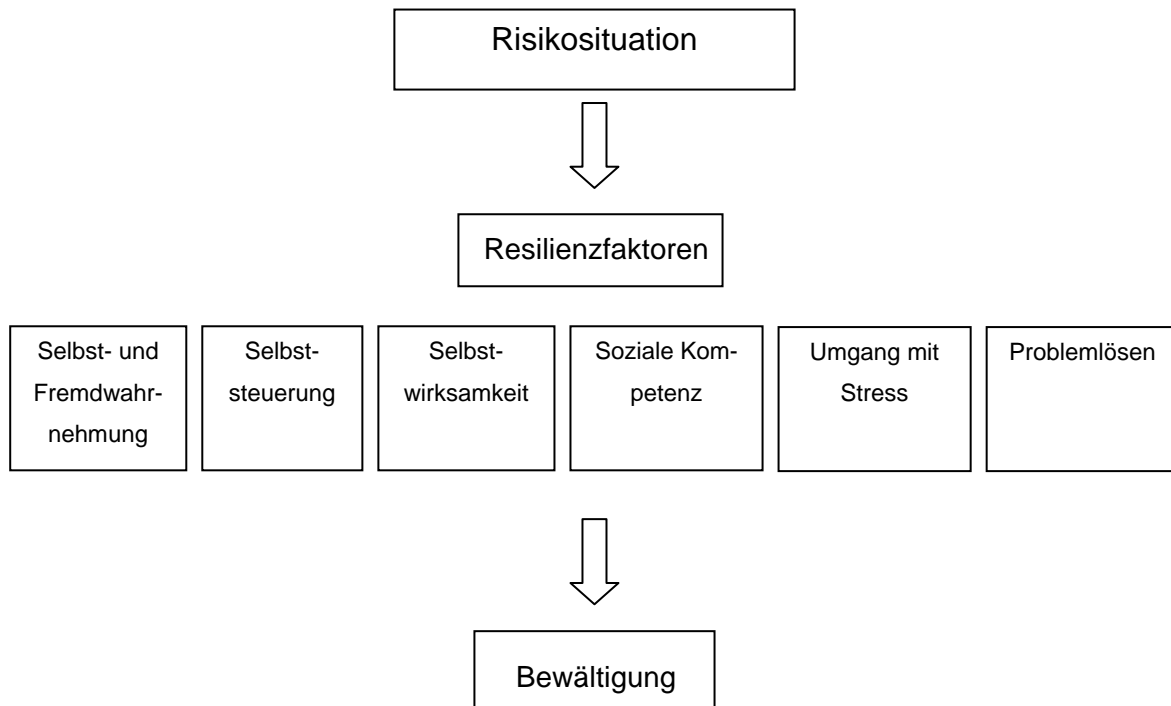 Risikosituation
Resilienzfaktoren
Selbst- und
Fremdwahr-
nehmung
Selbst-
steuerung
Selbst-
wirksamkeit
Soziale Kom-
petenz
Umgang mit
Stress
Problemlösen
Bewältigung